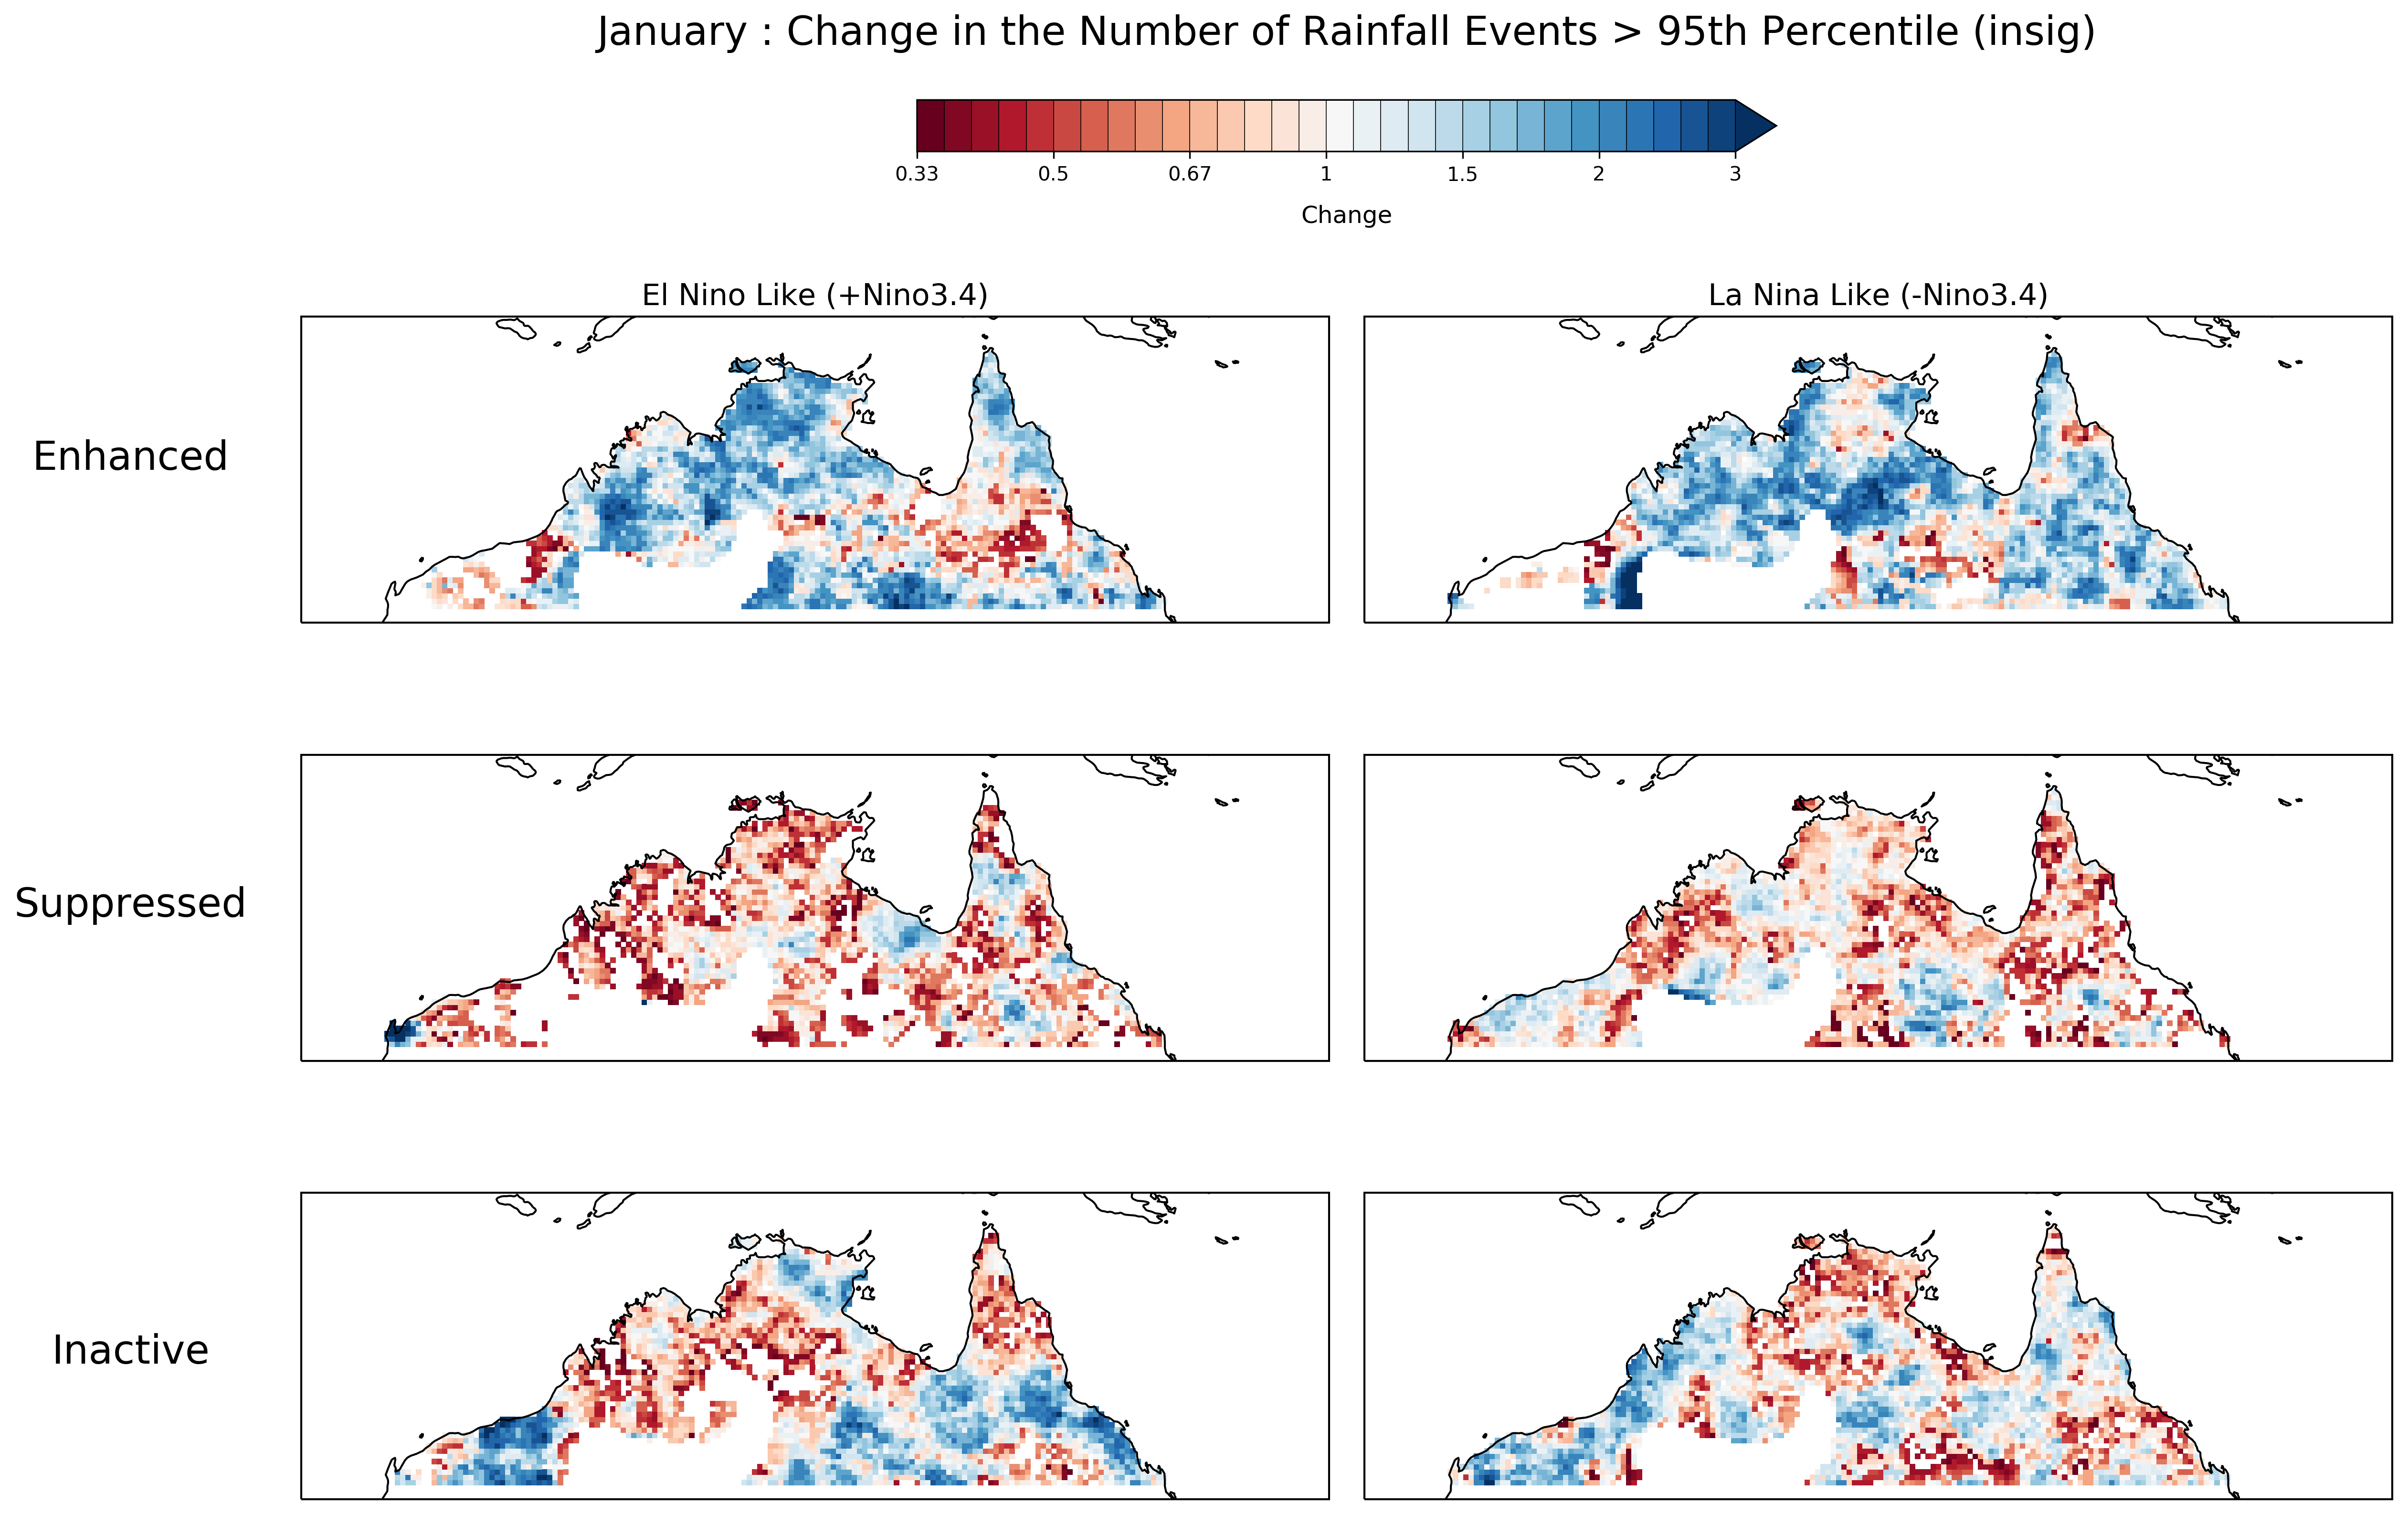 January : Change in the Number of Rainfall Events > 95th Percentile (insig)
0.33 0.5 0.67 1 1.5 2 3
Change
El Nino Like (+Nino3.4) La Nina Like (-Nino3.4)
Enhanced
Suppressed
Inactive